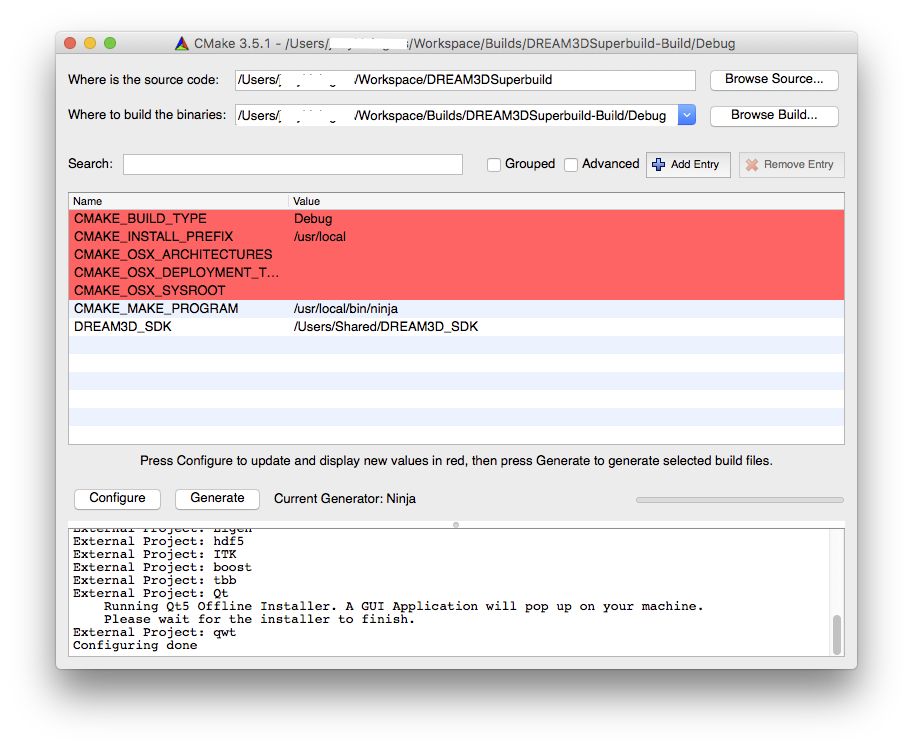 CMake 3.5.1 - /Users/ /Workspace/Builds/DREAM3DSuperbuild-Build/Debug
Where is the source code: /Users/ /Workspace/DREAM3DSuperbuild Browse Source...
Where to build the binaries: /Users/ /Workspace/Builds/DREAM3DSuperbuild-Build/Debug Browse Build...
Search: Grouped Advanced Add Entry Remove Entry
Name Value
CMAKE_BUILD_TYPE Debug
CMAKE_INSTALL_PREFIX /usr/local
CMAKE_OSX_ARCHITECTURES
CMAKE_OSX_DEPLOYMENT_T...
CMAKE_OSX_SYSROOT
CMAKE_MAKE_PROGRAM /usr/local/bin/ninja
DREAM3D_SDK /Users/Shared/DREAM3D_SDK
Press Configure to update and display new values in red, then press Generate to generate selected build files.
Configure Generate Current Generator: Ninja
External Project: Eigen
External Project: hdf5
External Project: ITK
External Project: boost
External Project: tbb
External Project: Qt
Running Qt5 Offline Installer. A GUI Application will pop up on your machine.
Please wait for the installer to finish.
External Project: qwt
Configuring done